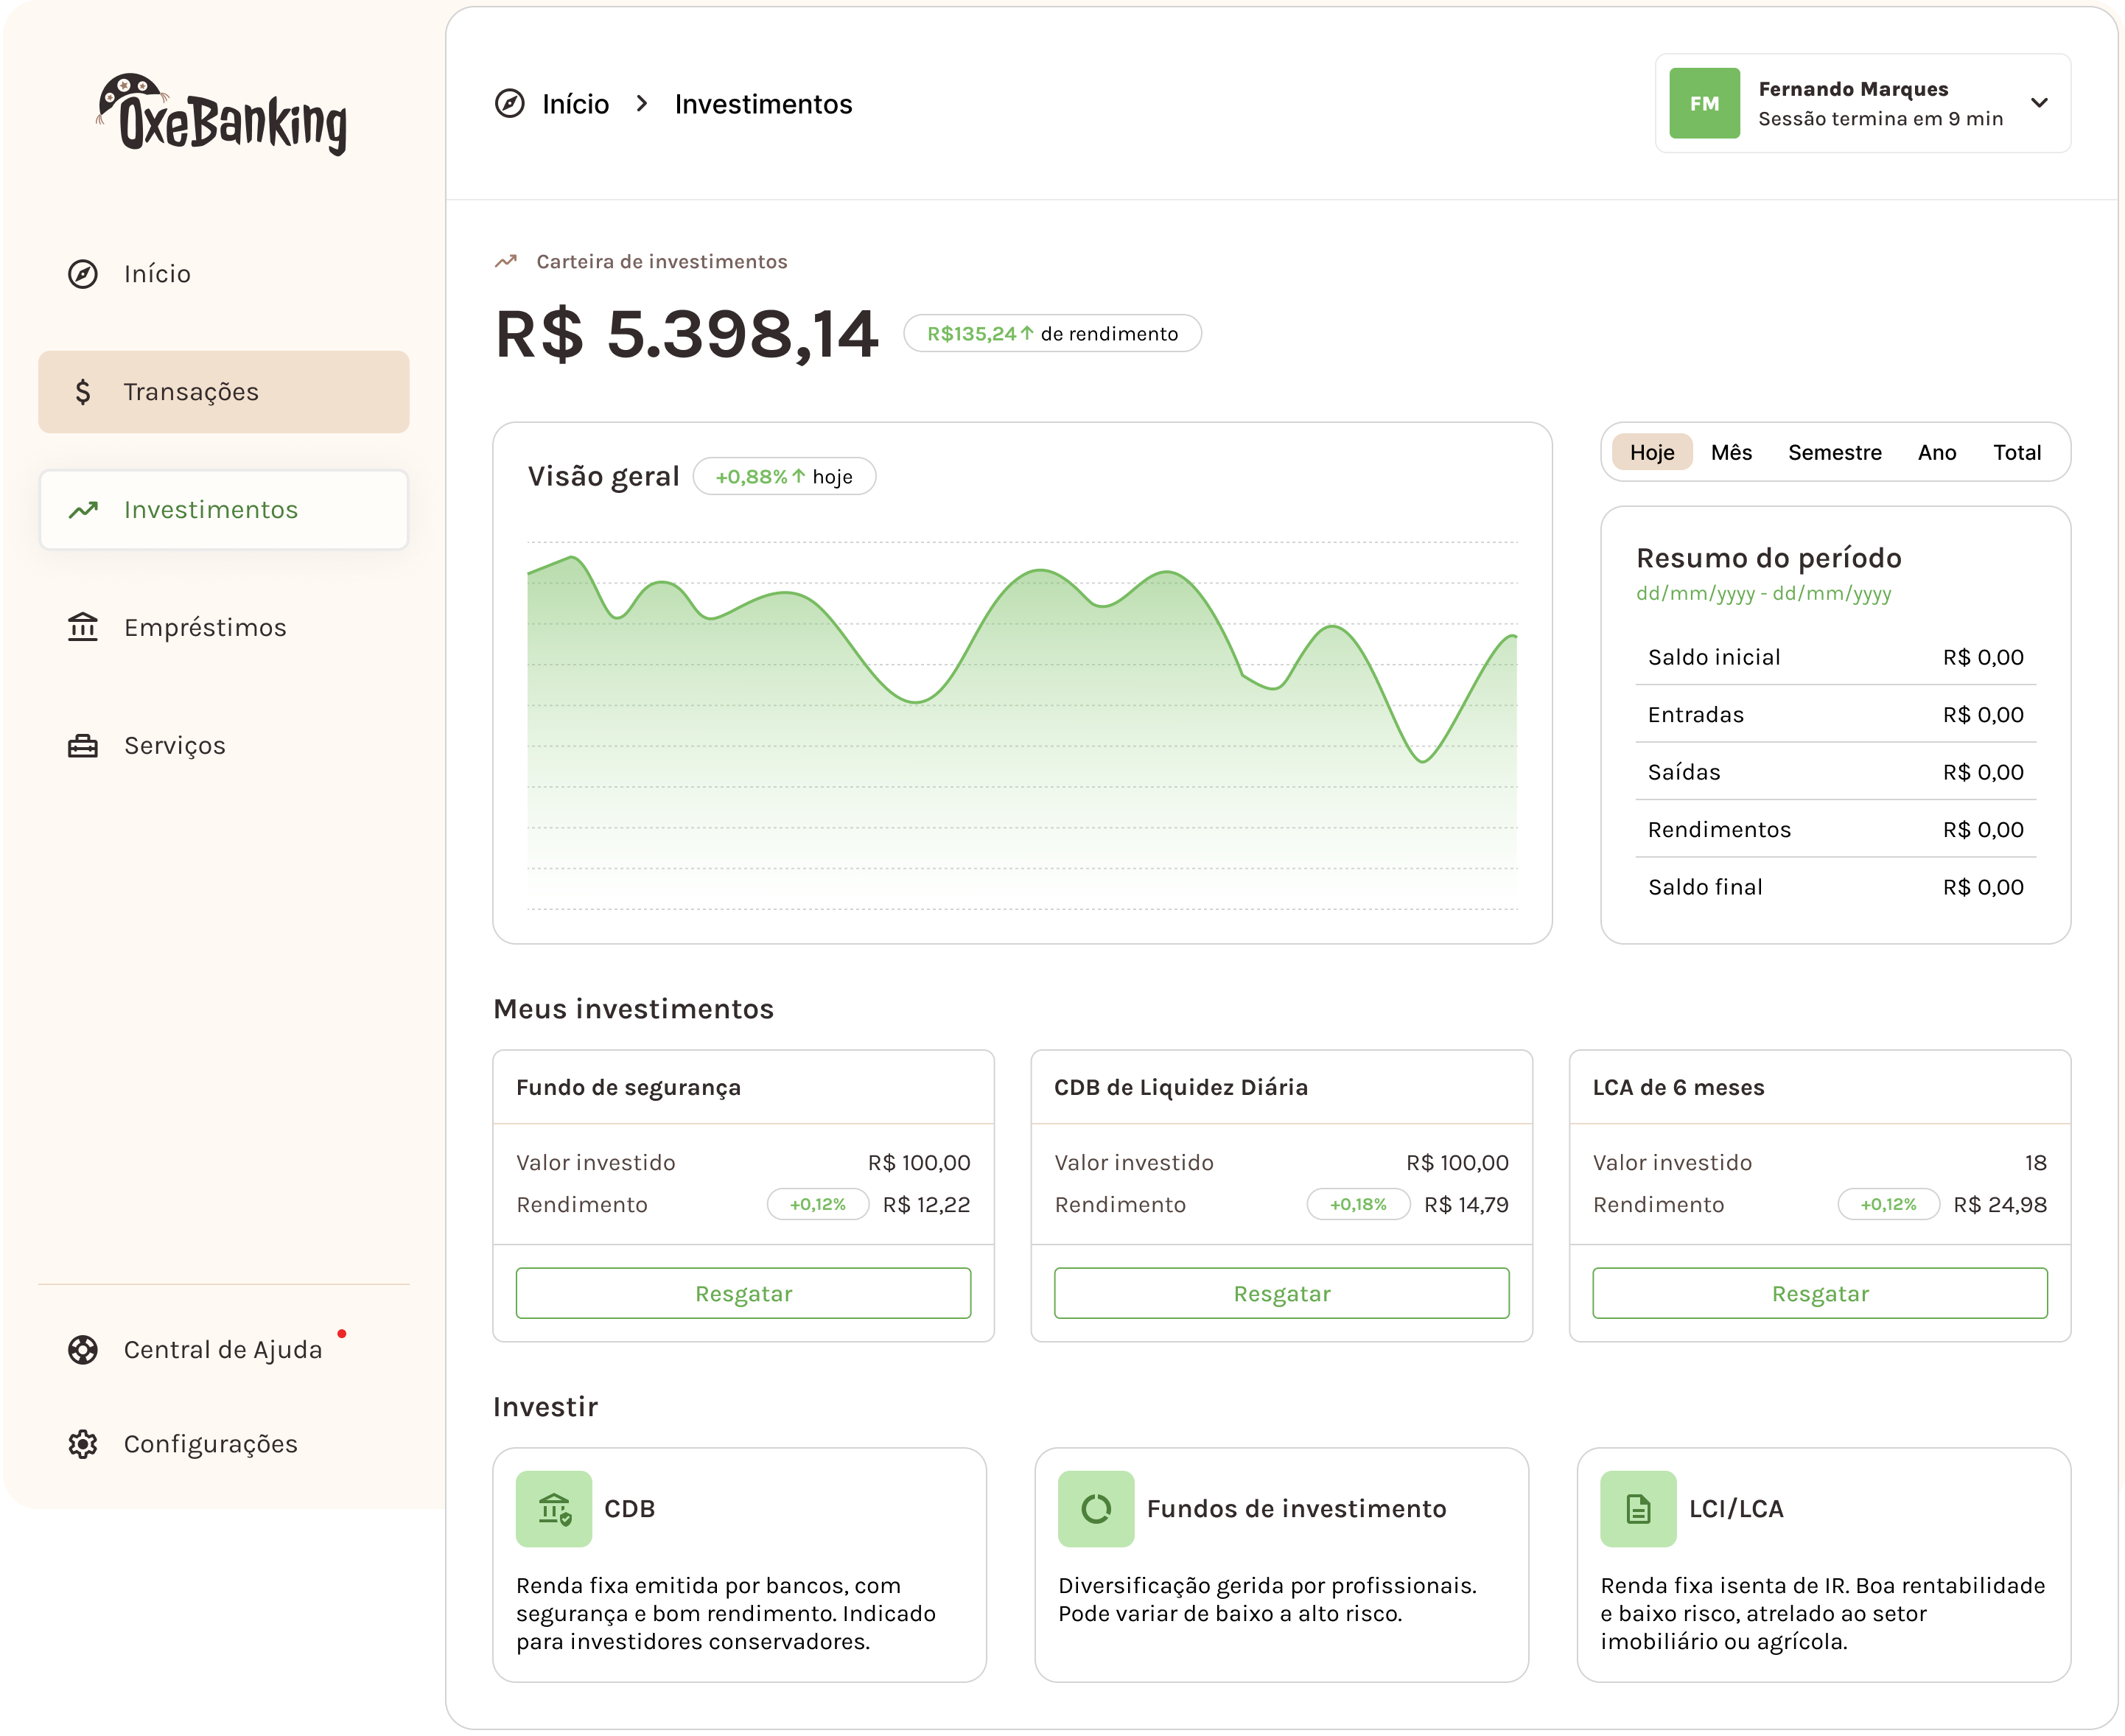 OxeBanking
Início
Transações
Investimentos
Empréstimos
Serviços
Central de Ajuda
Configurações
Início > Investimentos
FM
Fernando Marques
Sessão termina em 9 min
Carteira de investimentos
R$ 5.398,14
R$135,24↑ de rendimento
Visão geral
+0,88%↑ hoje
Hoje Mês Semestre Ano Total
Resumo do período
dd/mm/yyyy - dd/mm/yyyy
Saldo inicial R$ 0,00
Entradas R$ 0,00
Saídas R$ 0,00
Rendimentos R$ 0,00
Saldo final R$ 0,00
Meus investimentos
Fundo de segurança
Valor investido R$ 100,00
Rendimento +0,12% R$ 12,22
Resgatar
CDB de Liquidez Diária
Valor investido R$ 100,00
Rendimento +0,18% R$ 14,79
Resgatar
LCA de 6 meses
Valor investido 18
Rendimento +0,12% R$ 24,98
Resgatar
Investir
CDB
Renda fixa emitida por bancos, com
segurança e bom rendimento. Indicado
para investidores conservadores.
Fundos de investimento
Diversificação gerida por profissionais.
Pode variar de baixo a alto risco.
LCI/LCA
Renda fixa isenta de IR. Boa rentabilidade
e baixo risco, atrelado ao setor
imobiliário ou agrícola.